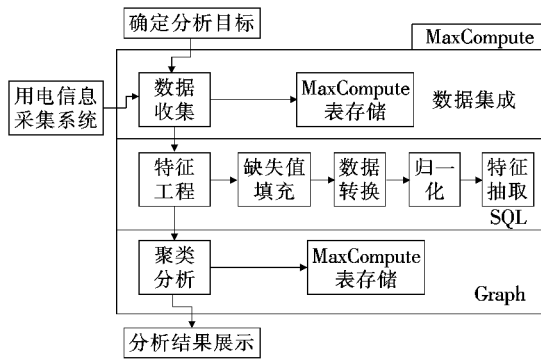 确定分析目标
MaxCompute
用电信息
采集系统
数据
收集
MaxCompute
表存储
数据集成
特征
工程
缺失值
填充
数据
转换
归一
化
特征
抽取
SQL
聚类
分析
MaxCompute
表存储
Graph
分析结果展示